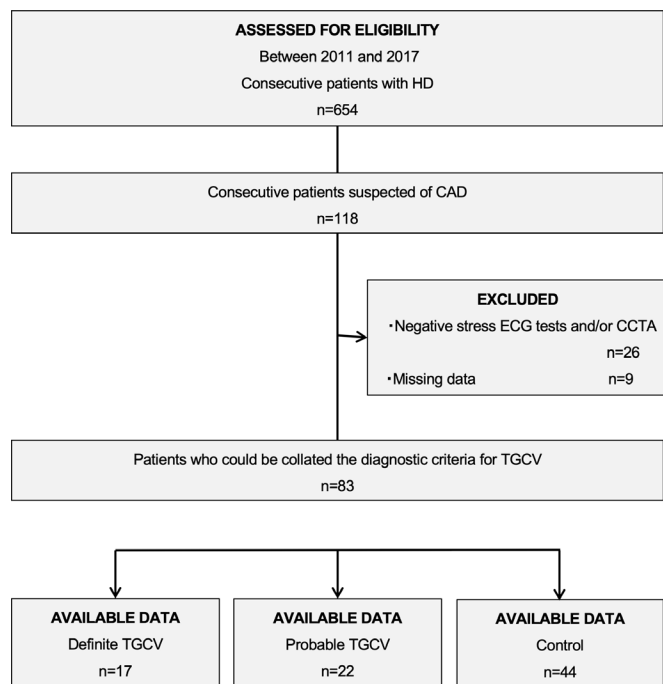 ASSESSED FOR ELIGIBILITY
Between 2011 and 2017
Consecutive patients with HD
n=654
Consecutive patients suspected of CAD
n=118
EXCLUDED
・Negative stress ECG tests and/or CCTA
n=26
・Missing data n=9
Patients who could be collated the diagnostic criteria for TGCV
n=83
AVAILABLE DATA
Definite TGCV
n=17
AVAILABLE DATA
Probable TGCV
n=22
AVAILABLE DATA
Control
n=44